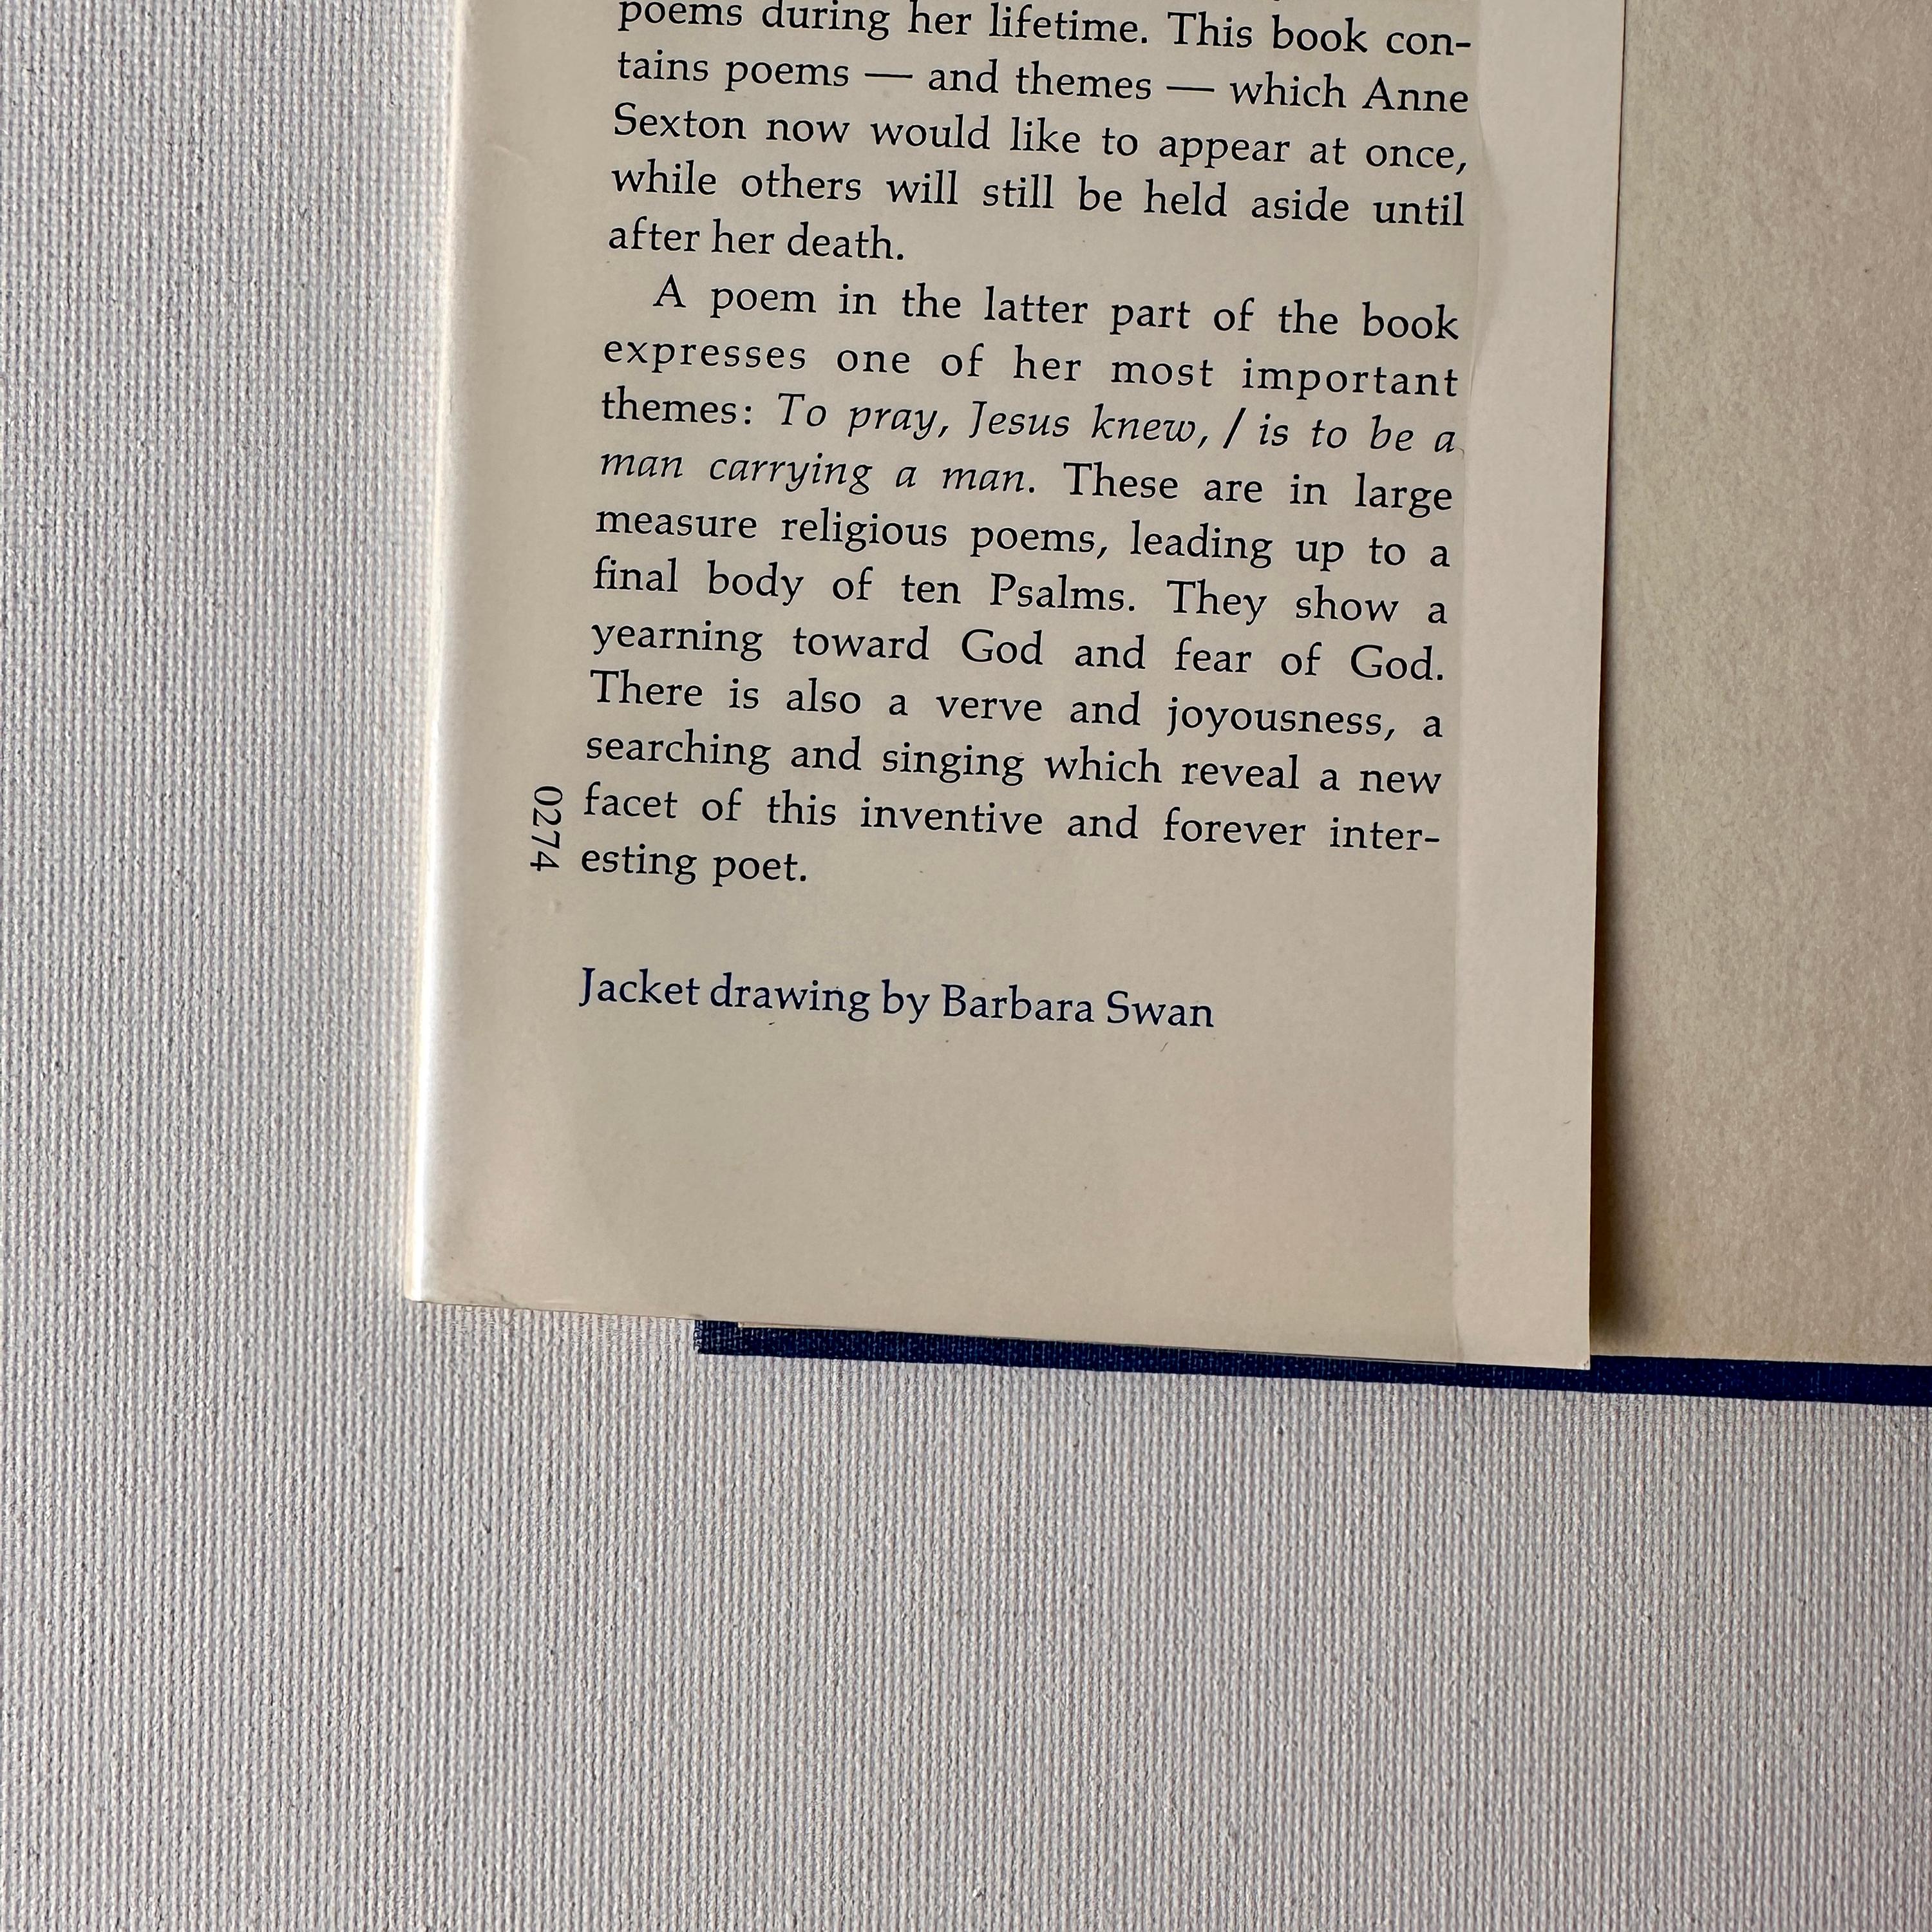 poems during her lifetime. This book con-
tains poems — and themes — which Anne
Sexton now would like to appear at once,
while others will still be held aside until
after her death.
A poem in the latter part of the book
expresses one of her most important
themes: To pray, Jesus knew, / is to be a
man carrying a man. These are in large
measure religious poems, leading up to a
final body of ten Psalms. They show a
yearning toward God and fear of God.
There is also a verve and joyousness, a
searching and singing which reveal a new
facet of this inventive and forever inter-
esting poet.
0274
Jacket drawing by Barbara Swan